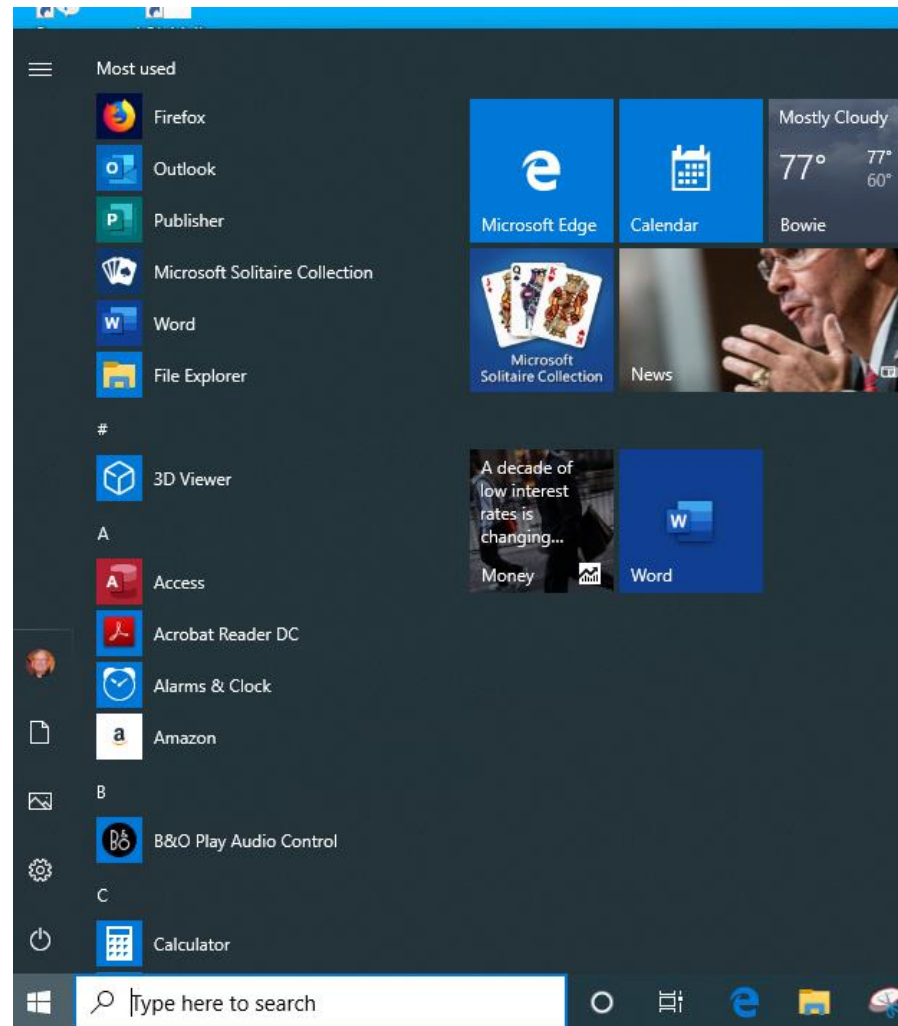 Most used
Firefox
Outlook
Publisher
Microsoft Solitaire Collection
Word
File Explorer
#
3D Viewer
A
Access
Acrobat Reader DC
Alarms & Clock
Amazon
B
B&O Play Audio Control
C
Calculator
Microsoft Edge
Calendar
Mostly Cloudy
77° 77°
60°
Bowie
Microsoft
Solitaire Collection
News
A decade of
low interest
rates is
changing...
Money
Word
Type here to search